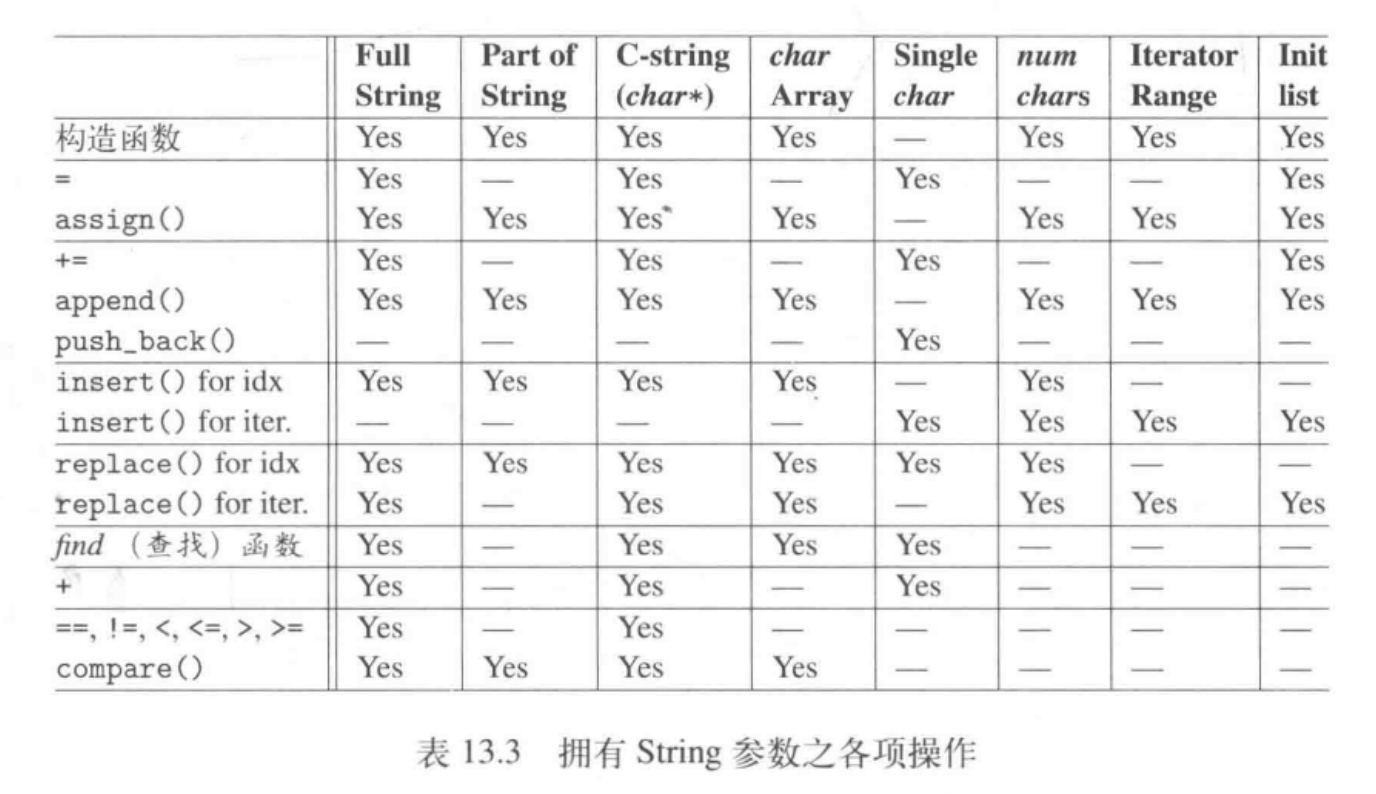 Full Part of C-string char Single num Iterator Init
String String (char*) Array char chars Range list
构造函数 Yes Yes Yes Yes — Yes Yes Yes
= Yes — Yes — Yes — — Yes
assign() Yes Yes Yes Yes — Yes Yes Yes
+= Yes — Yes — Yes — — Yes
append() Yes Yes Yes Yes — Yes Yes Yes
push_back() — — — — Yes — — —
insert() for idx Yes Yes Yes Yes — Yes — —
insert() for iter. — — — — Yes Yes Yes Yes
replace() for idx Yes Yes Yes Yes Yes Yes — —
replace() for iter. Yes — Yes Yes — Yes Yes Yes
find （查找）函数 Yes — Yes Yes Yes — — —
+ Yes — Yes — Yes — — —
==, !=, <, <=, >, >= Yes — Yes — — — — —
compare() Yes Yes Yes Yes — — — —
表 13.3 拥有 String 参数之各项操作